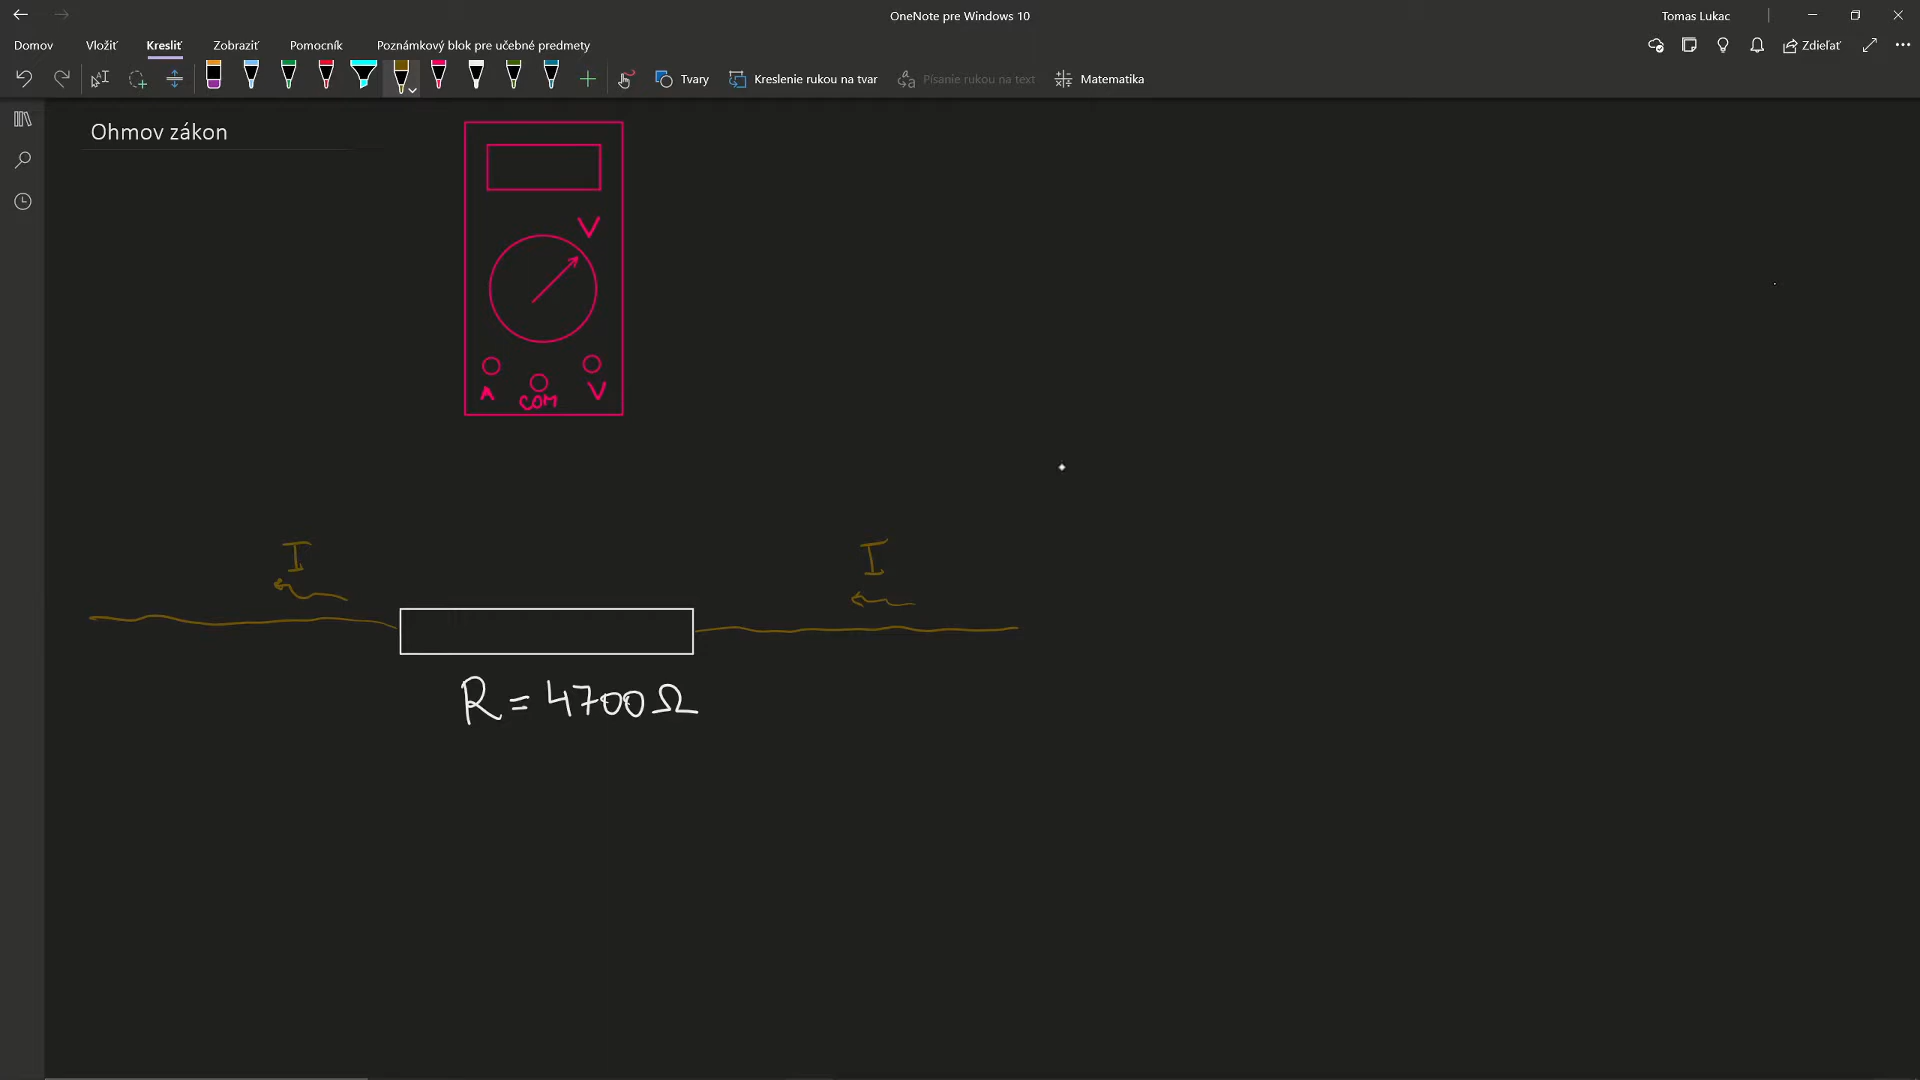 OneNote pre Windows 10
Tomas Lukac
Domov Vložiť Kresliť Zobraziť Pomocník Poznámkový blok pre učebné predmety
Zdieľať
Tvary Kreslenie rukou na tvar Písanie rukou na text Matematika
Ohmov zákon
V
A COM V
I I
R = 4700Ω